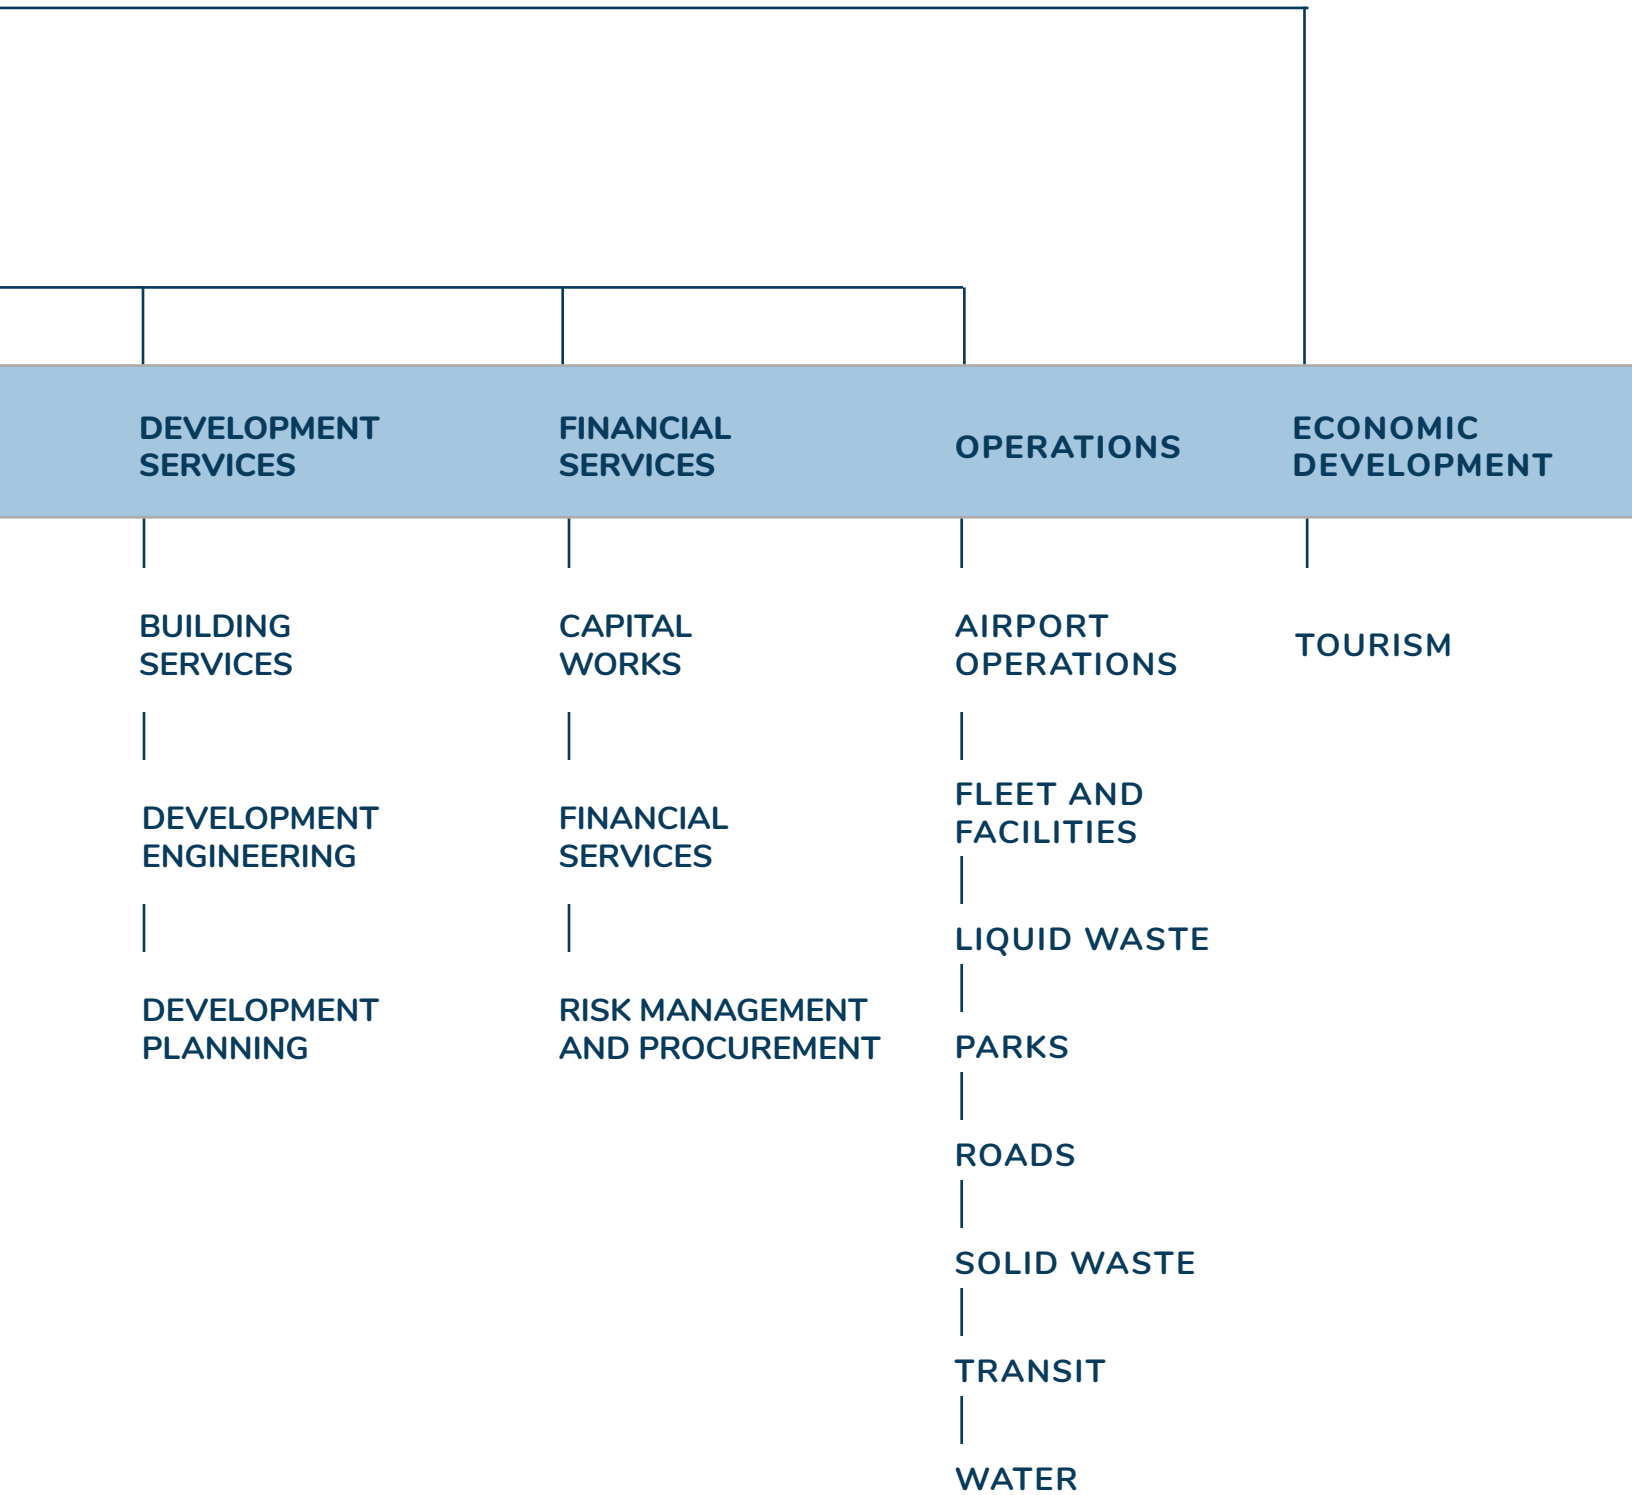 DEVELOPMENT
SERVICES
FINANCIAL
SERVICES
OPERATIONS
ECONOMIC
DEVELOPMENT
BUILDING
SERVICES
DEVELOPMENT
ENGINEERING
DEVELOPMENT
PLANNING
CAPITAL
WORKS
FINANCIAL
SERVICES
RISK MANAGEMENT
AND PROCUREMENT
AIRPORT
OPERATIONS
FLEET AND
FACILITIES
LIQUID WASTE
PARKS
ROADS
SOLID WASTE
TRANSIT
WATER
TOURISM